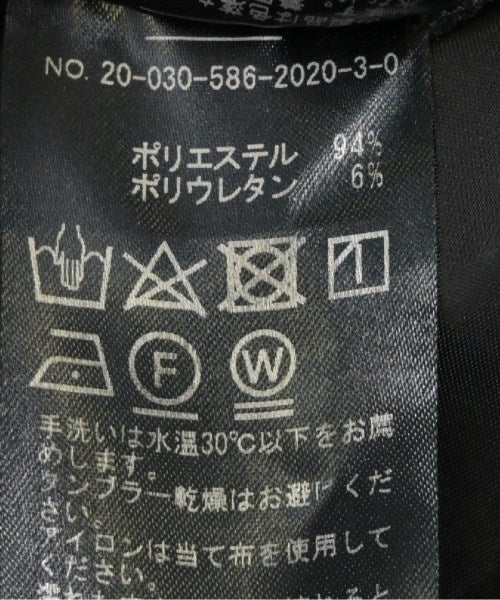 NO. 20-030-586-2020-3-0
ポリエステル 94%
ポリウレタン 6%
F W
手洗いは水温30℃以下をお薦
めします。
タンブラー乾燥はお避けくだ
さい。
アイロンは当て布を使用して
ください。